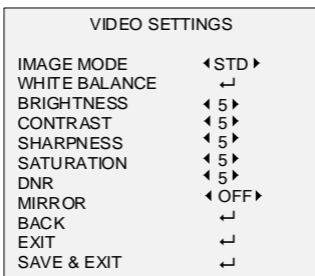 VIDEO SETTINGS
IMAGE MODE ◂STD▸
WHITE BALANCE ↵
BRIGHTNESS ◂ 5 ▸
CONTRAST ◂ 5 ▸
SHARPNESS ◂ 5 ▸
SATURATION ◂ 5 ▸
DNR ◂ 5 ▸
MIRROR ◂ OFF▸
BACK ↵
EXIT ↵
SAVE & EXIT ↵